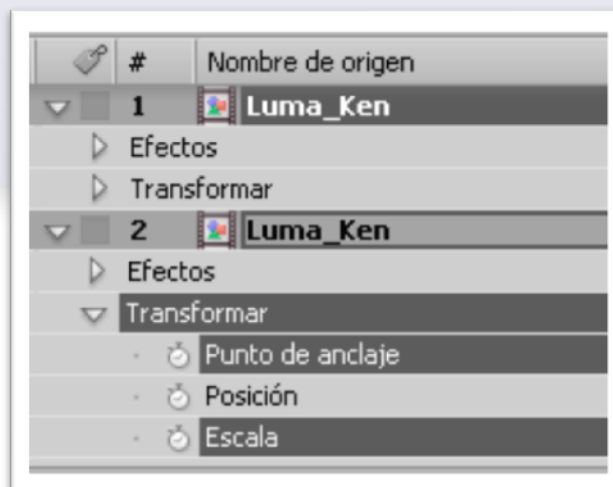 # Nombre de origen
1 Luma_Ken
Efectos
Transformar
2 Luma_Ken
Efectos
Transformar
Punto de anclaje
Posición
Escala